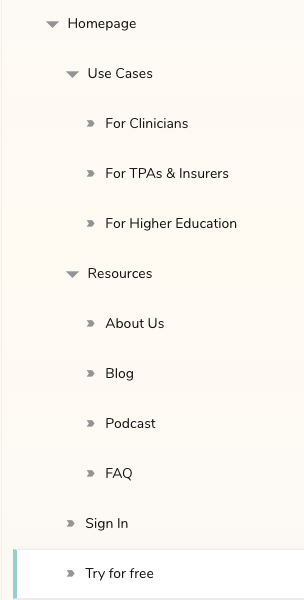 Homepage
Use Cases
For Clinicians
For TPAs & Insurers
For Higher Education
Resources
About Us
Blog
Podcast
FAQ
Sign In
Try for free